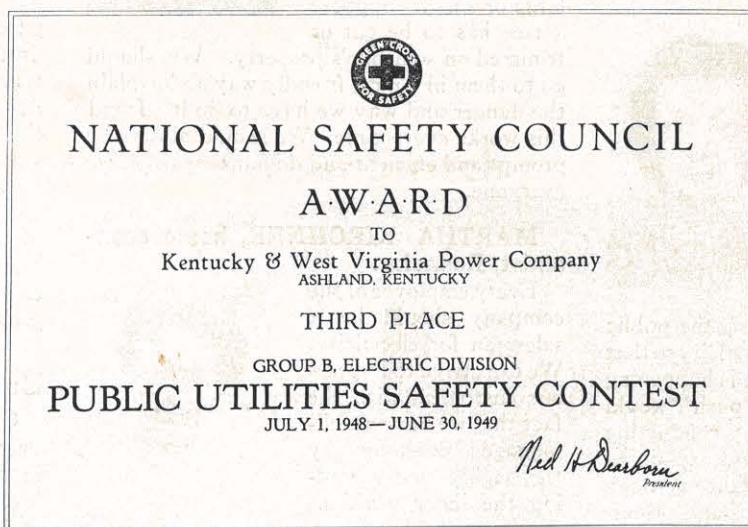 GREEN CROSS
FOR SAFETY
NATIONAL SAFETY COUNCIL
A·W·A·R·D
TO
Kentucky & West Virginia Power Company
ASHLAND, KENTUCKY
THIRD PLACE
GROUP B, ELECTRIC DIVISION
PUBLIC UTILITIES SAFETY CONTEST
JULY 1, 1948—JUNE 30, 1949
Ned H Dearborn
President